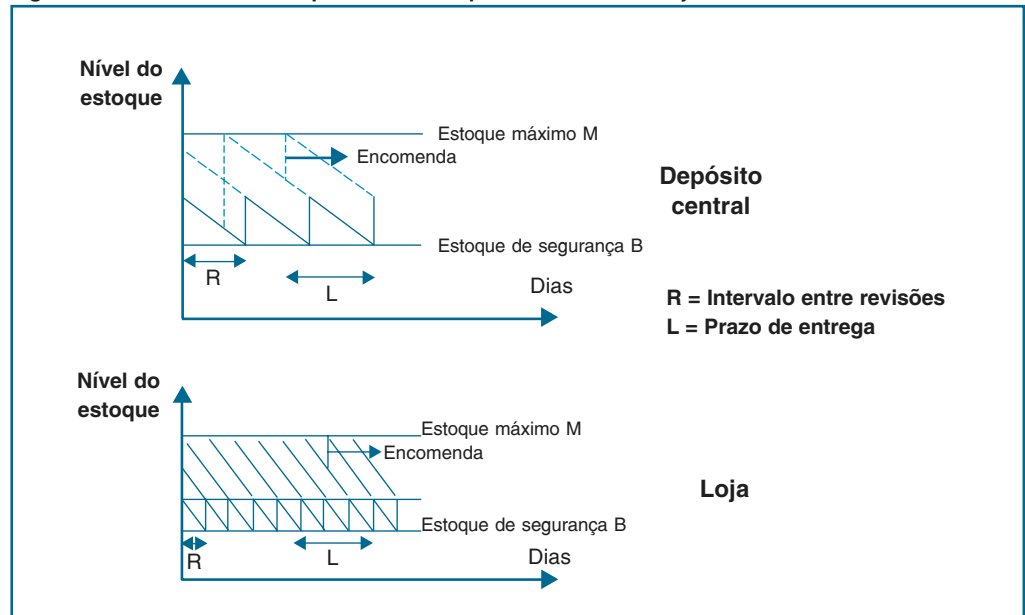 Nível do
estoque
Estoque máximo M
Encomenda
Depósito
central
Estoque de segurança B
R
L
Dias
R = Intervalo entre revisões
L = Prazo de entrega
Nível do
estoque
Estoque máximo M
Encomenda
Loja
Estoque de segurança B
R
L
Dias